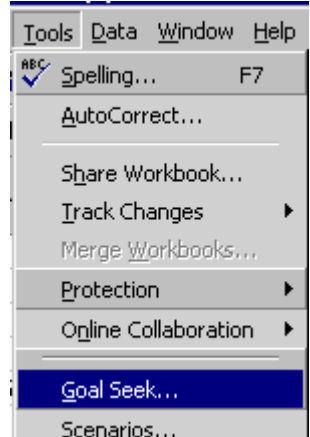 Tools Data Window Help
ABC Spelling... F7
AutoCorrect...
Share Workbook...
Track Changes
Merge Workbooks...
Protection
Online Collaboration
Goal Seek...
Scenarios...